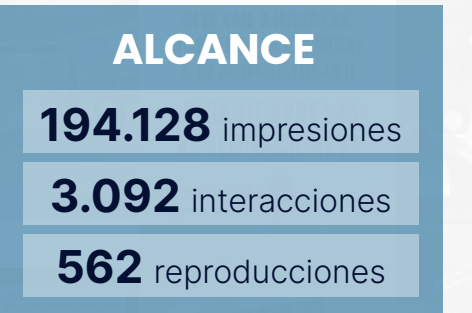 ALCANCE
194.128 impresiones
3.092 interacciones
562 reproducciones